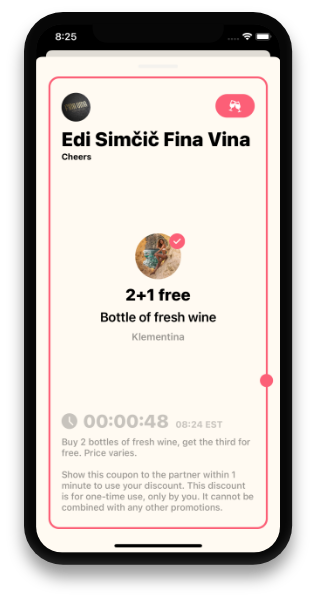 8:25
Edi Simčič Fina Vina
Cheers
2+1 free
Bottle of fresh wine
Klementina
00:00:48 08:24 EST
Buy 2 bottles of fresh wine, get the third for
free. Price varies.
Show this coupon to the partner within 1
minute to use your discount. This discount
is for one-time use, only by you. It cannot be
combined with any other promotions.